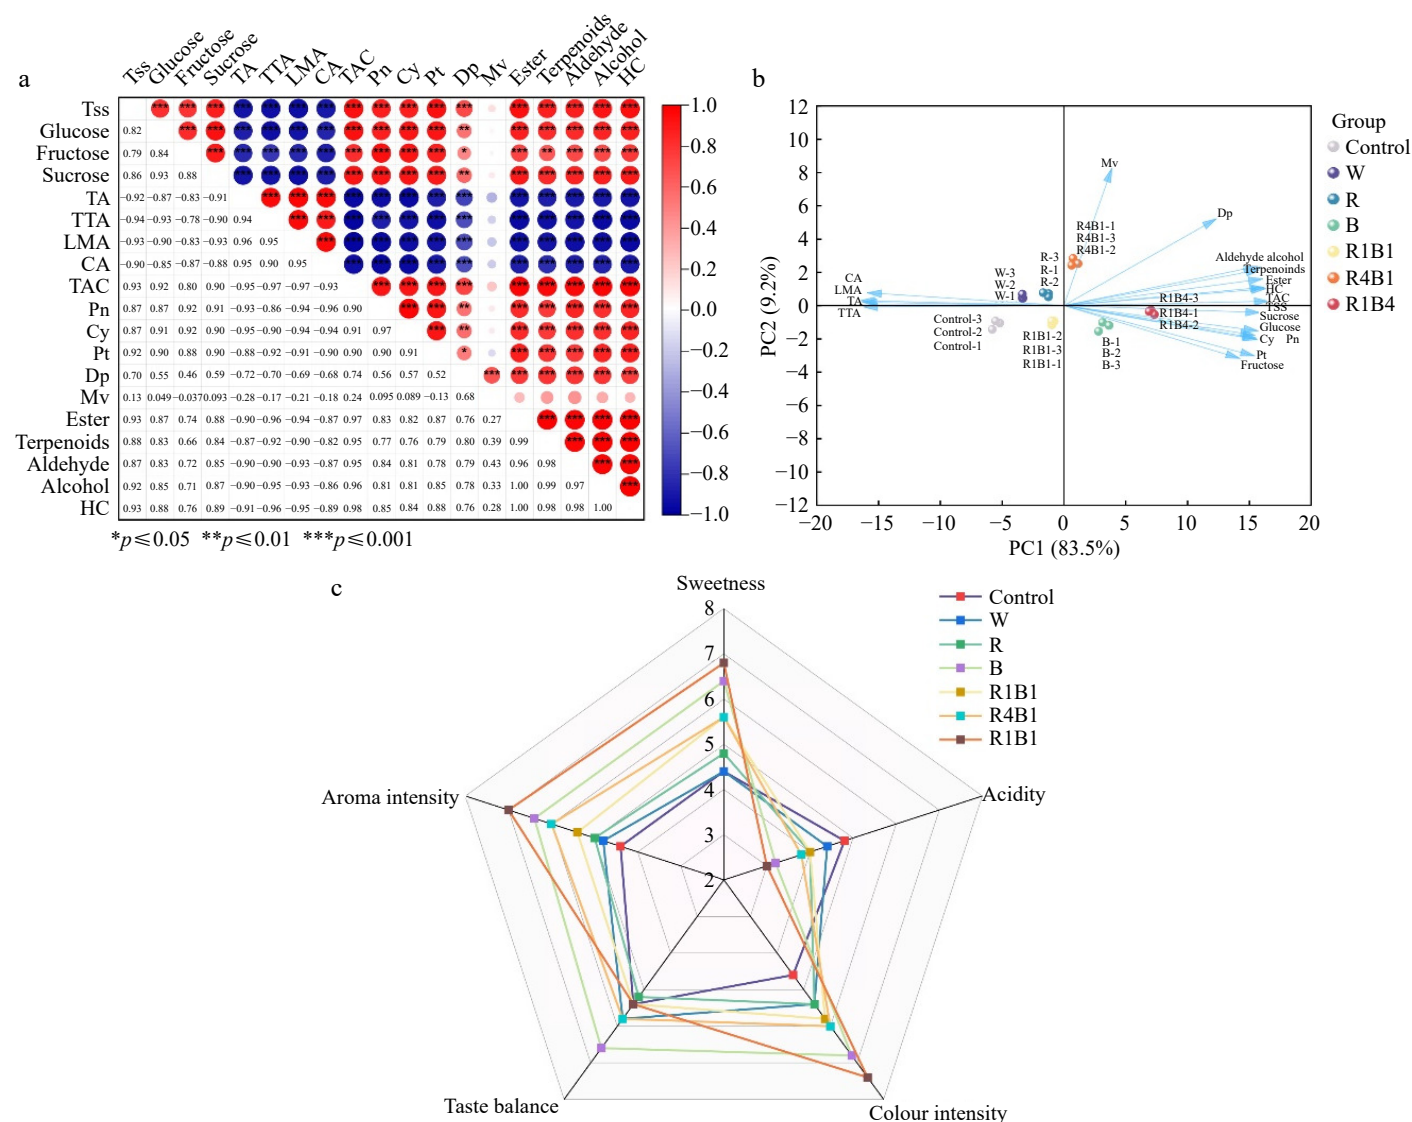 a
Tss Glucose Fructose Sucrose TA TTA LMA CA TAC Pn Cy Pt Dp Mv Ester Terpenoids Aldehyde Alcohol HC
Tss *** *** *** *** *** *** *** *** *** *** *** *** *** *** *** *** ***
Glucose 0.82 *** *** *** *** *** *** *** *** *** *** ** *** *** *** *** ***
Fructose 0.79 0.84 *** *** *** *** *** *** *** *** *** * *** ** *** *** ***
Sucrose 0.86 0.93 0.88 *** *** *** *** *** *** *** *** ** *** *** *** *** ***
TA −0.92 −0.87 −0.83 −0.91 *** *** *** *** *** *** *** *** *** *** *** *** ***
TTA −0.94 −0.93 −0.78 −0.90 0.94 *** *** *** *** *** *** *** *** *** *** *** ***
LMA −0.93 −0.90 −0.83 −0.93 0.96 0.95 *** *** *** *** *** *** *** *** *** *** ***
CA −0.90 −0.85 −0.87 −0.88 0.95 0.90 0.95 *** *** *** *** *** *** *** *** *** ***
TAC 0.93 0.92 0.80 0.90 −0.95 −0.97 −0.97 −0.93 *** *** *** *** *** *** *** *** ***
Pn 0.87 0.87 0.92 0.91 −0.93 −0.86 −0.94 −0.96 0.90 *** *** ** *** *** *** *** ***
Cy 0.87 0.91 0.92 0.90 −0.95 −0.90 −0.94 −0.94 0.91 0.97 *** ** *** *** *** *** ***
Pt 0.92 0.90 0.88 0.90 −0.88 −0.95 −0.92 −0.90 0.90 0.90 0.91 * *** *** *** *** ***
Dp 0.70 0.55 0.46 0.59 −0.72 −0.70 −0.69 −0.68 0.74 0.56 0.57 0.52 *** *** *** *** *** ***
Mv 0.13 0.049 −0.037 0.093 −0.28 −0.17 −0.21 −0.18 0.24 0.095 0.089 −0.13 0.68
Ester 0.93 0.87 0.74 0.88 −0.90 −0.96 −0.94 −0.87 0.97 0.83 0.82 0.87 0.76 0.27 *** *** *** ***
Terpenoids 0.88 0.83 0.66 0.84 −0.87 −0.92 −0.90 −0.82 0.95 0.77 0.76 0.79 0.80 0.39 0.99 *** *** ***
Aldehyde 0.87 0.83 0.72 0.85 −0.90 −0.90 −0.93 −0.87 0.95 0.84 0.81 0.78 0.79 0.43 0.96 0.98 *** ***
Alcohol 0.92 0.85 0.71 0.87 −0.90 −0.95 −0.93 −0.86 0.96 0.81 0.81 0.85 0.78 0.33 1.00 0.99 0.97 ***
HC 0.93 0.88 0.76 0.89 −0.91 −0.96 −0.95 −0.89 0.98 0.85 0.84 0.88 0.76 0.28 1.00 0.98 0.98 1.00
*p⩽0.05 **p⩽0.01 ***p⩽0.001
1.0
0.8
0.6
0.4
0.2
0.0
−0.2
−0.4
−0.6
−0.8
−1.0
b
PC2 (9.2%)
12
10
8
6
4
2
0
−2
−4
−6
−8
−10
−12
−20 −15 −10 −5 0 5 10 15 20
PC1 (83.5%)
Mv
Dp
R4B1-1
R4B1-3
R4B1-2
R-3
R-1
R-2
W-3
W-2
W-1
CA
LMA
TA
TTA
Control-3
Control-2
Control-1
R1B1-2
R1B1-3
R1B1-1
B-1
B-2
B-3
R1B4-3
R1B4-1
R1B4-2
Aldehyde alcohol
Terpenoinds
Ester
HC
TAC
TSS
Sucrose
Glucose
Cy Pn
Pt
Fructose
Group
Control
W
R
B
R1B1
R4B1
R1B4
c
Sweetness
8
7
6
5
4
3
2
Acidity
Colour intensity
Taste balance
Aroma intensity
Control
W
R
B
R1B1
R4B1
R1B1